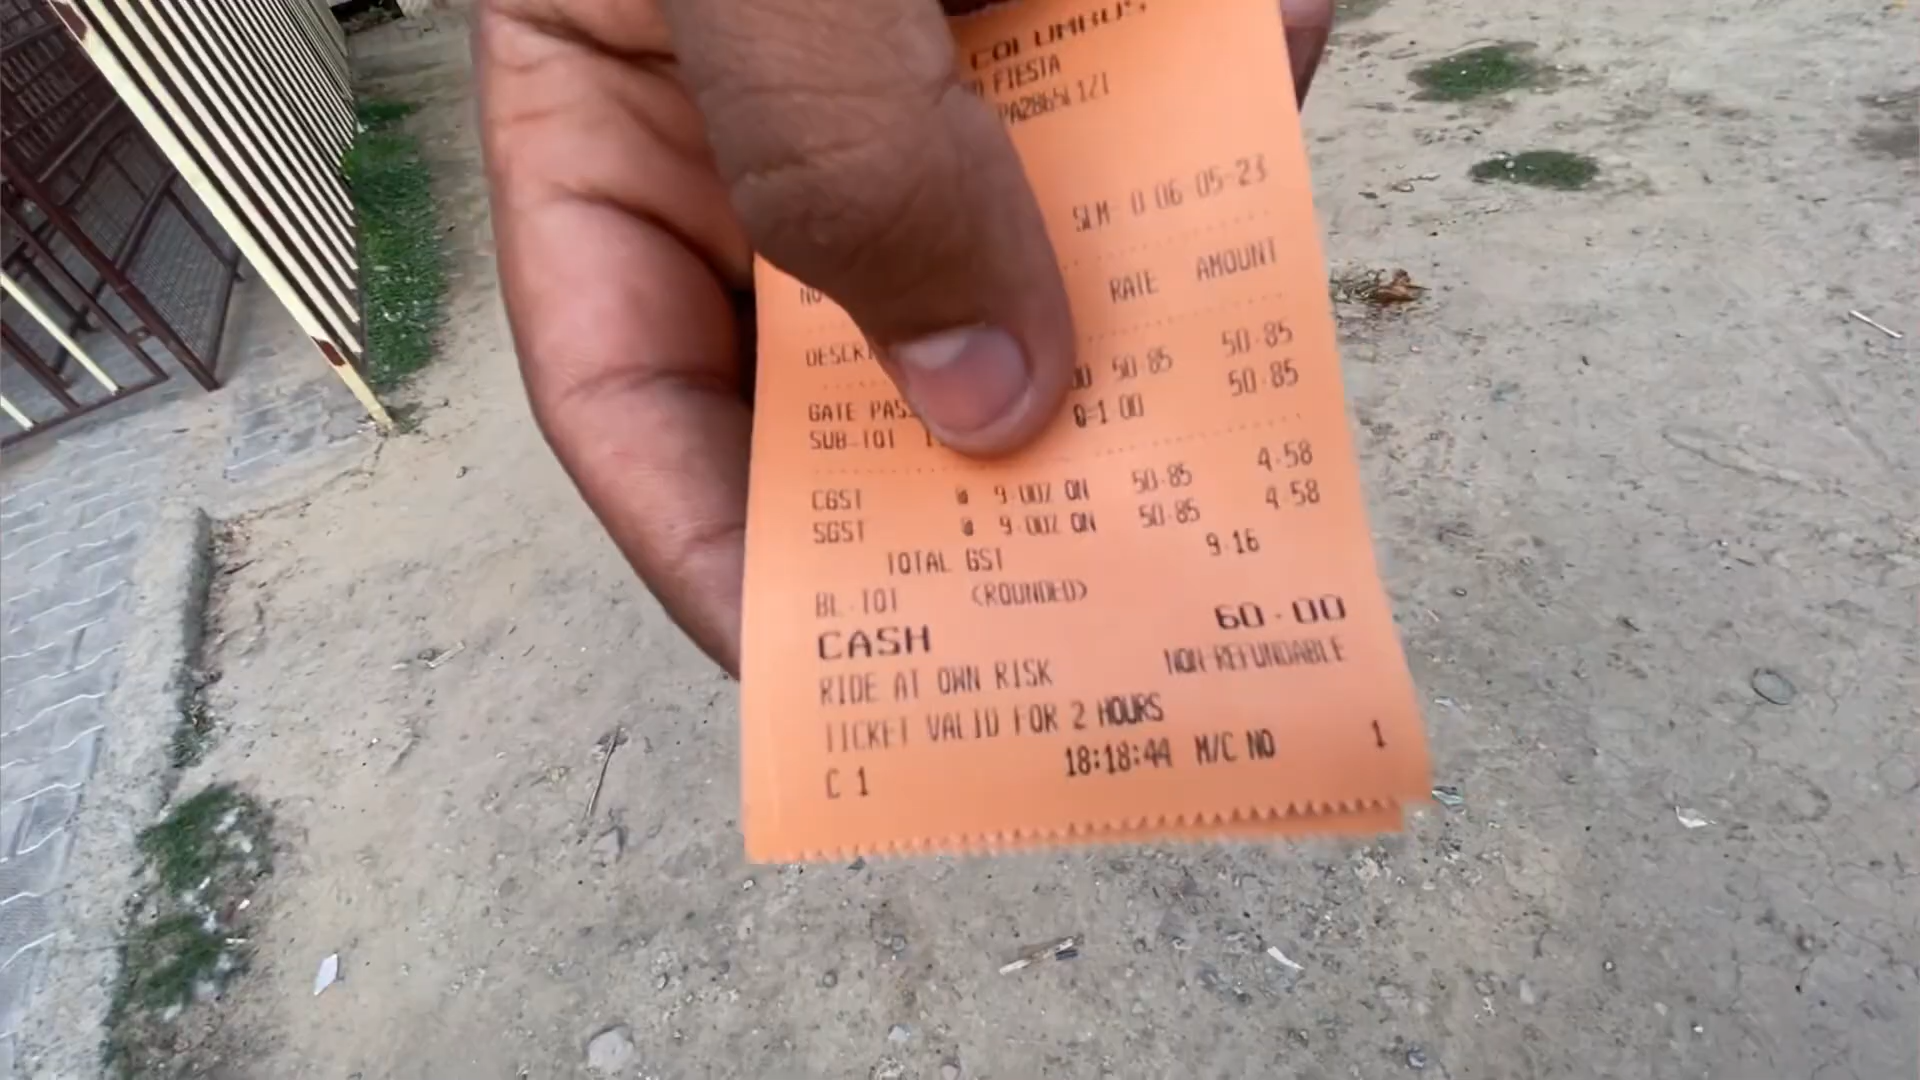 COLUMBUS
FIESTA
SLM 0 06 05-23
RATE AMOUNT
50.85 50.85
GATE PASS
SUB-TOT 1.00 50.85
CGST @ 9.00% ON 50.85 4.58
SGST @ 9.00% ON 50.85 4.58
TOTAL GST 9.16
BL.TOT (ROUNDED)
CASH 60.00
RIDE AT OWN RISK NON-REFUNDABLE
TICKET VALID FOR 2 HOURS
C 1 18:18:44 M/C NO 1